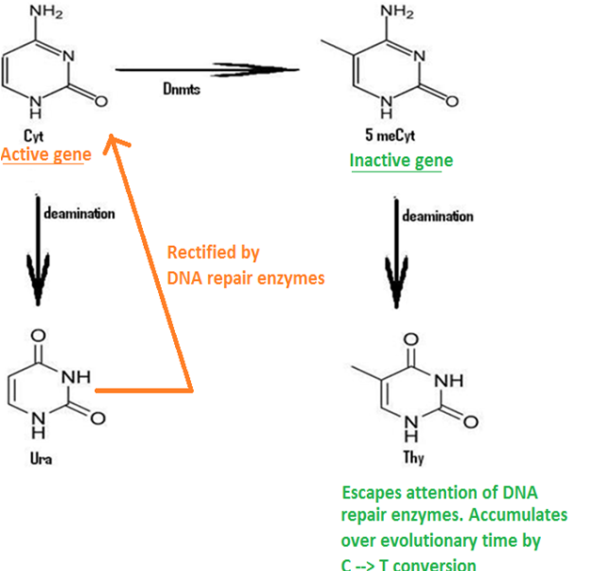 NH2
N
N
H
O
Cyt
Active gene
Dnmts
NH2
N
N
H
O
5 meCyt
Inactive gene
deamination
deamination
Rectified by
DNA repair enzymes
O
NH
N
H
O
Ura
O
NH
N
H
O
Thy
Escapes attention of DNA
repair enzymes. Accumulates
over evolutionary time by
C --> T conversion